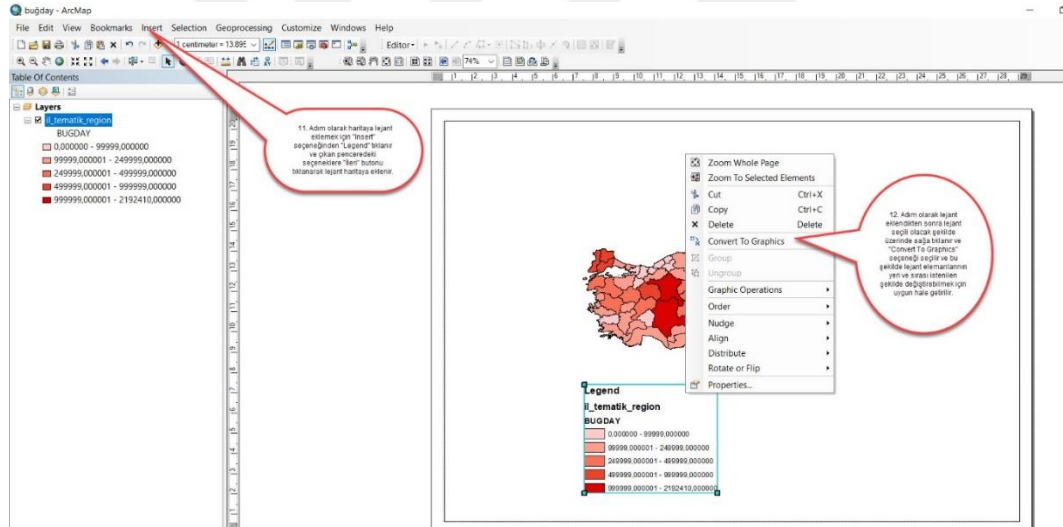 buğday - ArcMap
File Edit View Bookmarks Insert Selection Geoprocessing Customize Windows Help
1 centimeter = 13.895
Editor
74%
Table Of Contents
Layers
il_tematik_region
BUGDAY
0,000000 - 99999,000000
99999,000001 - 249999,000000
249999,000001 - 499999,000000
499999,000001 - 999999,000000
999999,000001 - 2192410,000000
11. Adım olarak haritaya lejant
eklemek için "Insert"
seçeneğinden "Legend" tıklanır
ve çıkan penceredeki
seçeneklere "İleri" butonu
tıklanarak lejant haritaya eklenir.
Zoom Whole Page
Zoom To Selected Elements
Cut Ctrl+X
Copy Ctrl+C
Delete Delete
Convert To Graphics
Group
Ungroup
Graphic Operations
Order
Nudge
Align
Distribute
Rotate or Flip
Properties...
12. Adım olarak lejant
eklendikten sonra lejant
seçili olacak şekilde
üzerinde sağa tıklanır ve
"Convert To Graphics"
seçeneği seçilir ve bu
şekilde lejant elemanlarının
yeri ve sırası istenilen
şekilde değiştirebilmek için
uygun hale getirilir.
Legend
il_tematik_region
BUGDAY
0,000000 - 99999,000000
99999,000001 - 249999,000000
249999,000001 - 499999,000000
499999,000001 - 999999,000000
999999,000001 - 2192410,000000